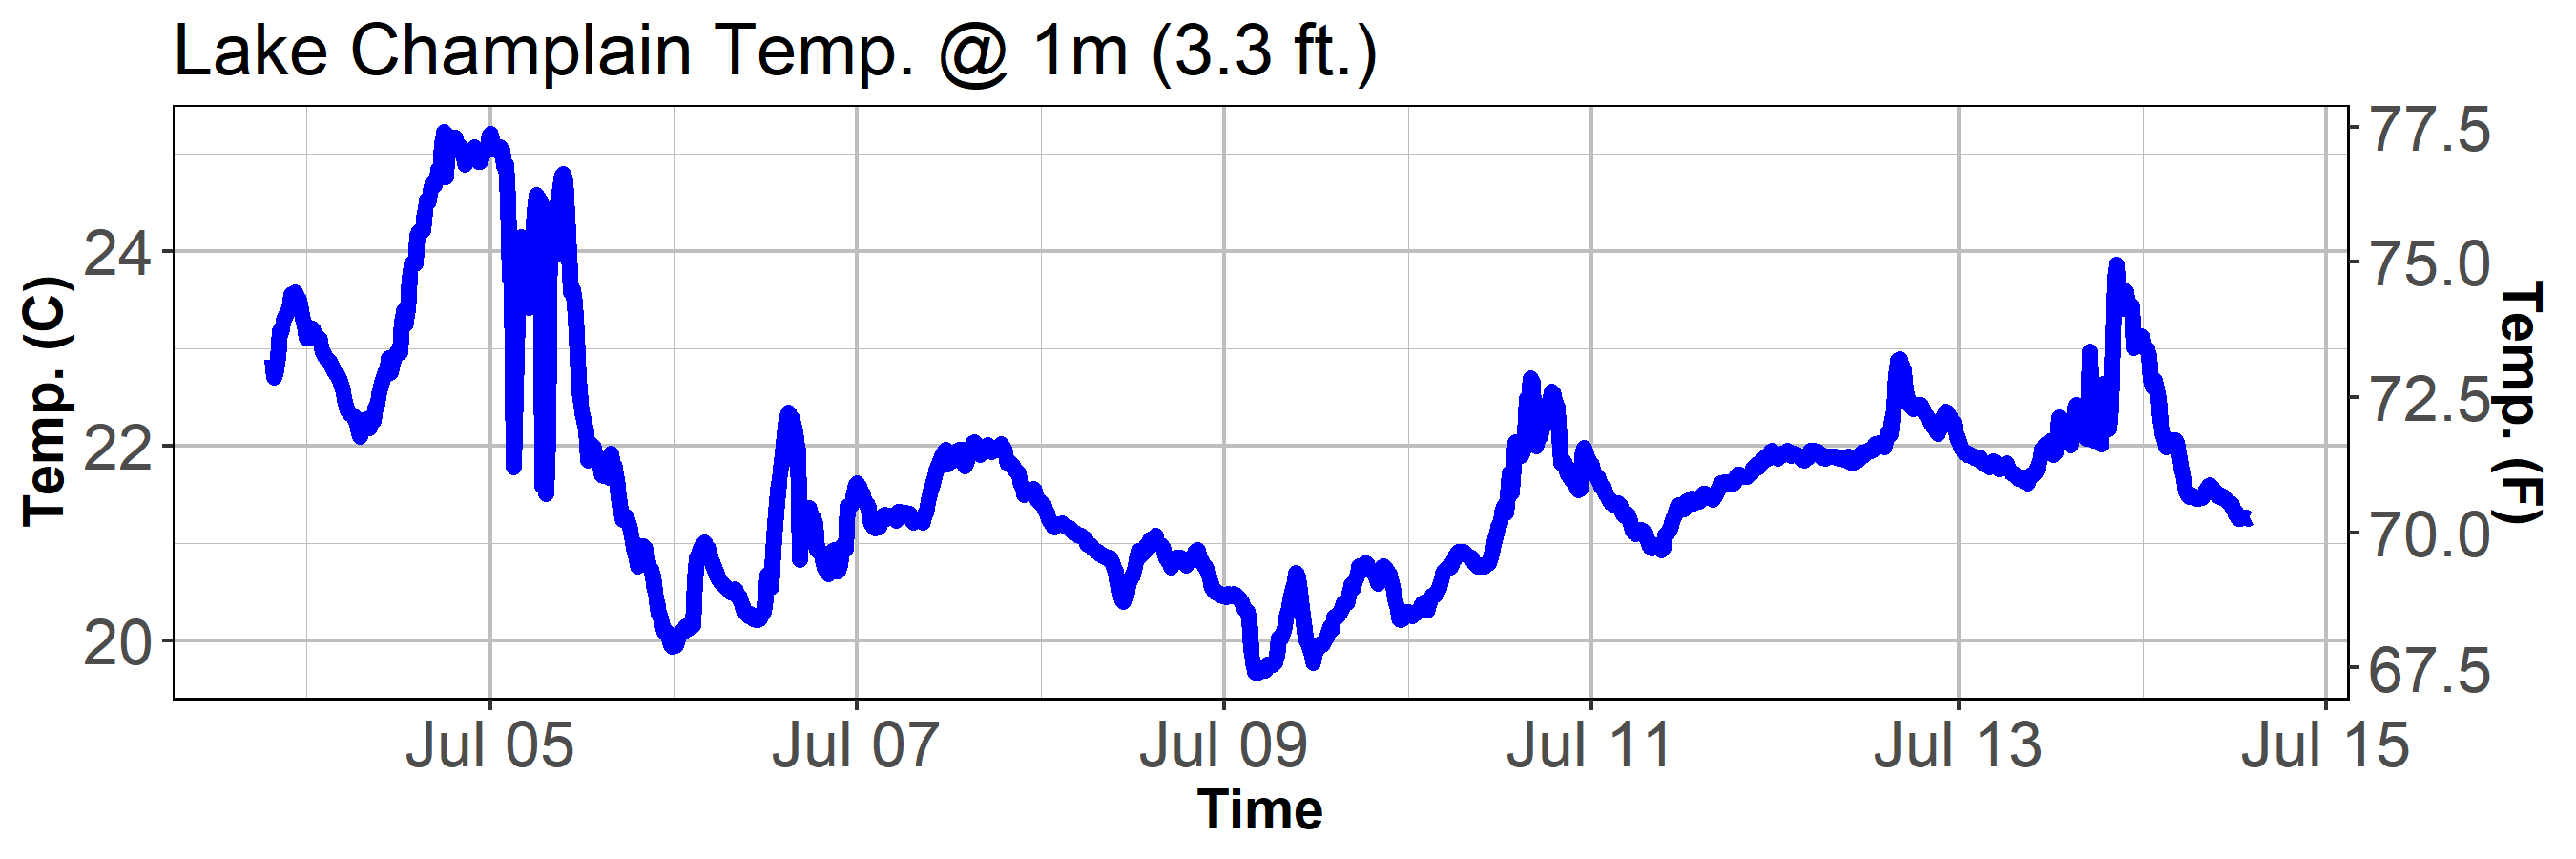 Lake Champlain Temp. @ 1m (3.3 ft.)
Temp. (C)
24
22
20
77.5
75.0
72.5
70.0
67.5
Temp. (F)
Jul 05 Jul 07 Jul 09 Jul 11 Jul 13 Jul 15
Time